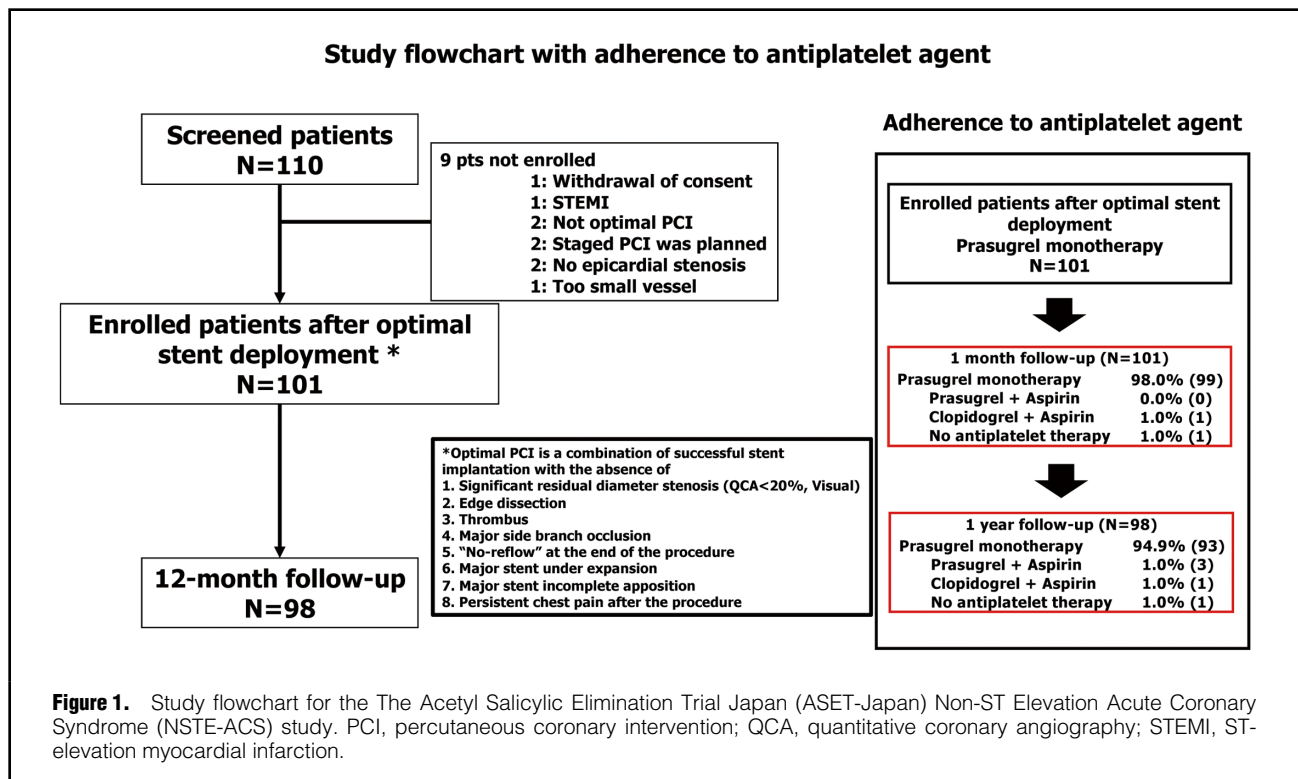 Study flowchart with adherence to antiplatelet agent
Screened patients
N=110
9 pts not enrolled
1: Withdrawal of consent
1: STEMI
2: Not optimal PCI
2: Staged PCI was planned
2: No epicardial stenosis
1: Too small vessel
Enrolled patients after optimal
stent deployment *
N=101
*Optimal PCI is a combination of successful stent
implantation with the absence of
1. Significant residual diameter stenosis (QCA<20%, Visual)
2. Edge dissection
3. Thrombus
4. Major side branch occlusion
5. “No-reflow” at the end of the procedure
6. Major stent under expansion
7. Major stent incomplete apposition
8. Persistent chest pain after the procedure
12-month follow-up
N=98
Adherence to antiplatelet agent
Enrolled patients after optimal stent
deployment
Prasugrel monotherapy
N=101
1 month follow-up (N=101)
Prasugrel monotherapy 98.0% (99)
Prasugrel + Aspirin 0.0% (0)
Clopidogrel + Aspirin 1.0% (1)
No antiplatelet therapy 1.0% (1)
1 year follow-up (N=98)
Prasugrel monotherapy 94.9% (93)
Prasugrel + Aspirin 1.0% (3)
Clopidogrel + Aspirin 1.0% (1)
No antiplatelet therapy 1.0% (1)
Figure 1. Study flowchart for the The Acetyl Salicylic Elimination Trial Japan (ASET-Japan) Non-ST Elevation Acute Coronary
Syndrome (NSTE-ACS) study. PCI, percutaneous coronary intervention; QCA, quantitative coronary angiography; STEMI, ST-
elevation myocardial infarction.